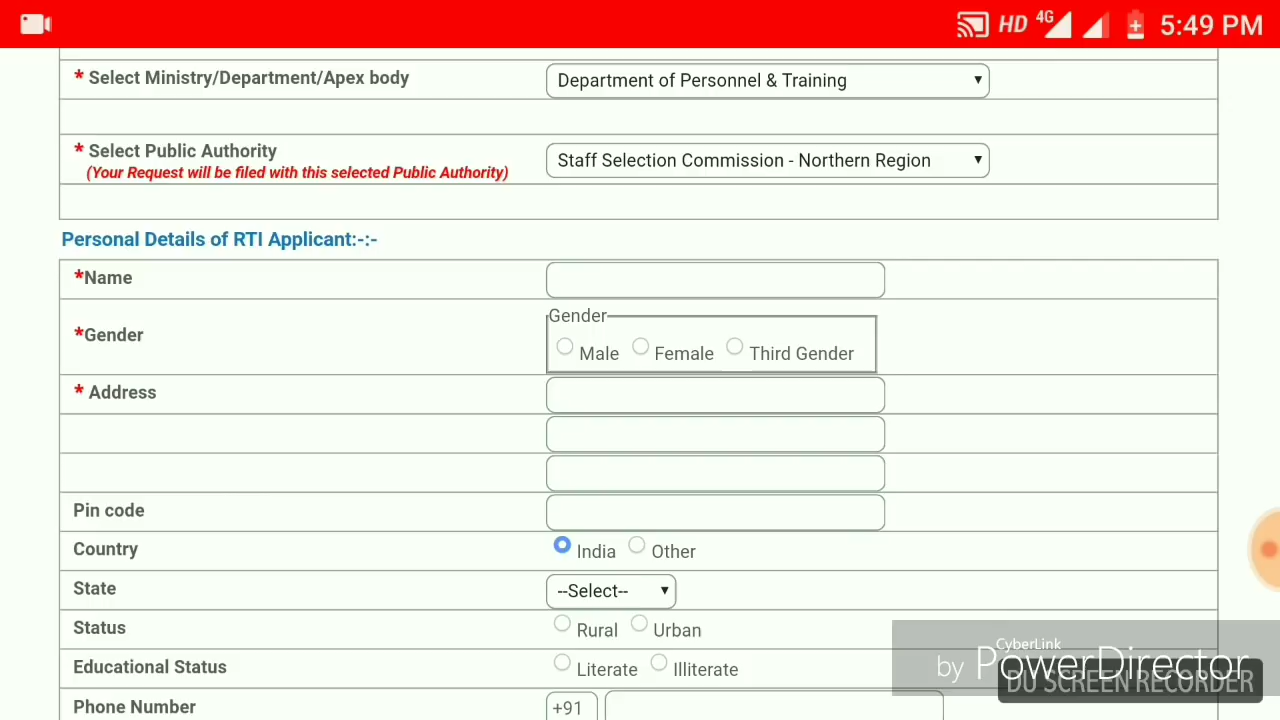 HD 4G 5:49 PM
* Select Ministry/Department/Apex body Department of Personnel & Training
* Select Public Authority Staff Selection Commission - Northern Region
(Your Request will be filed with this selected Public Authority)
Personal Details of RTI Applicant:-:-
*Name
Gender
*Gender
Male Female Third Gender
* Address
Pin code
Country India Other
State --Select--
Status Rural Urban
Educational Status Literate Illiterate
Phone Number +91
CyberLink
by PowerDirector
DU SCREEN RECORDER